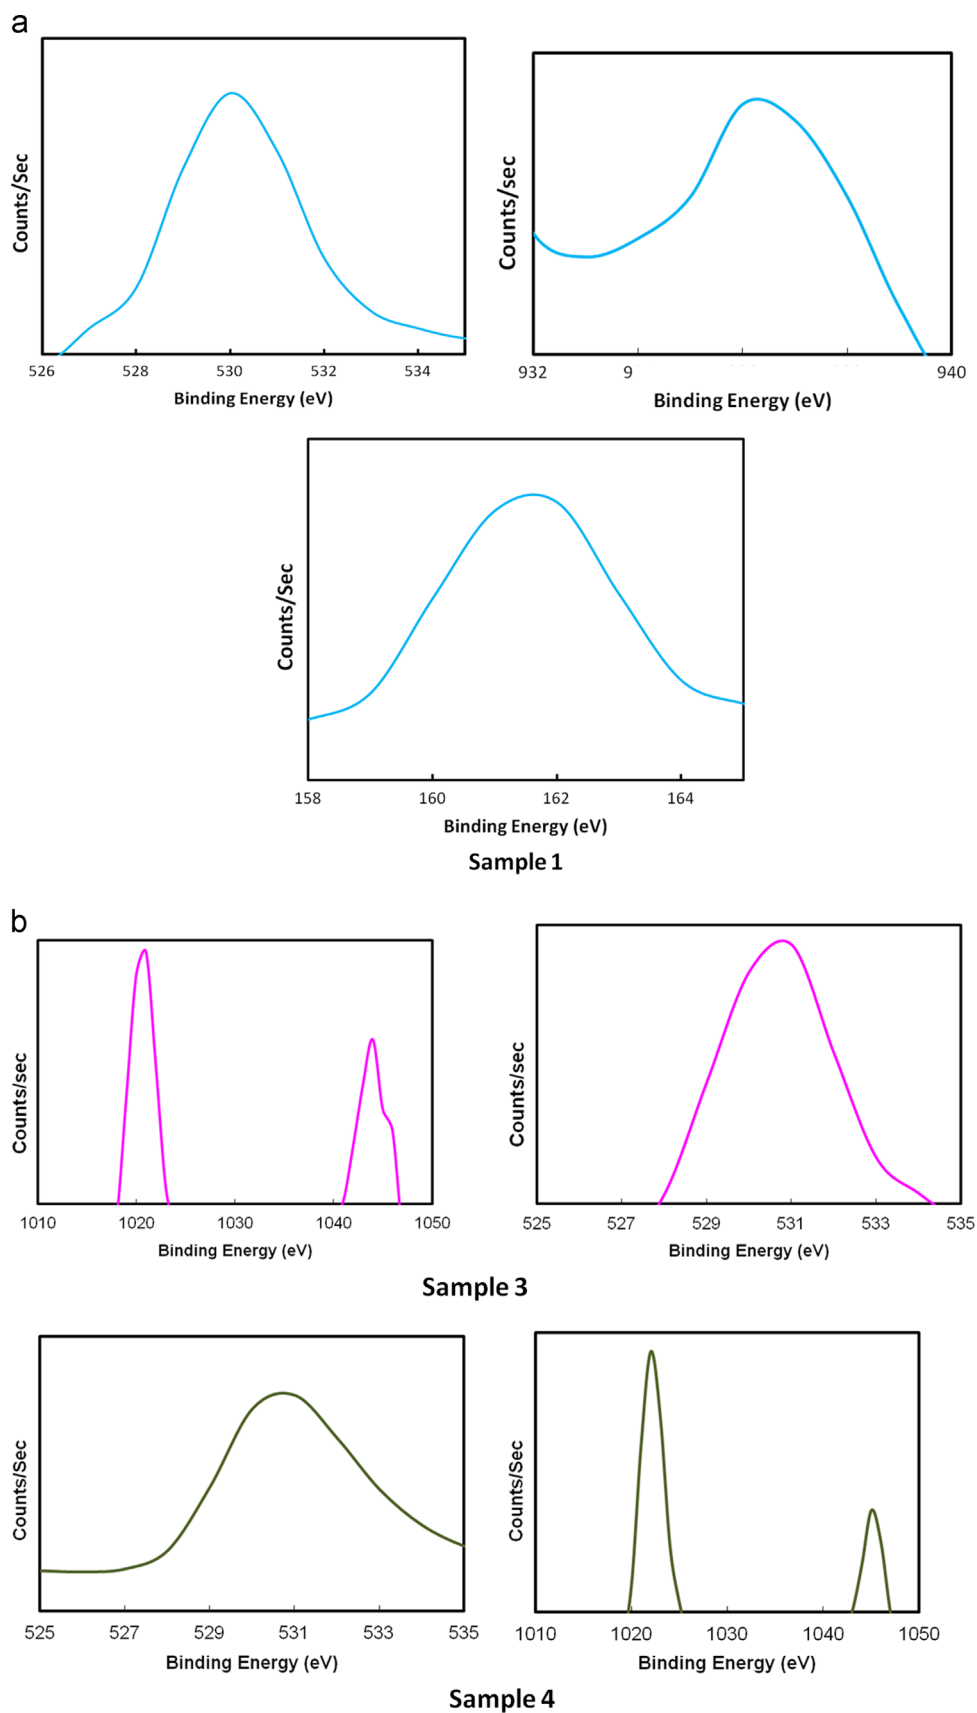 a
Counts/Sec
526 528 530 532 534
Binding Energy (eV)
Counts/sec
932 9 940
Binding Energy (eV)
Counts/Sec
158 160 162 164
Binding Energy (eV)
Sample 1
b
Counts/sec
1010 1020 1030 1040 1050
Binding Energy (eV)
Counts/sec
525 527 529 531 533 535
Binding Energy (eV)
Sample 3
Counts/Sec
525 527 529 531 533 535
Binding Energy (eV)
Counts/Sec
1010 1020 1030 1040 1050
Binding Energy (eV)
Sample 4